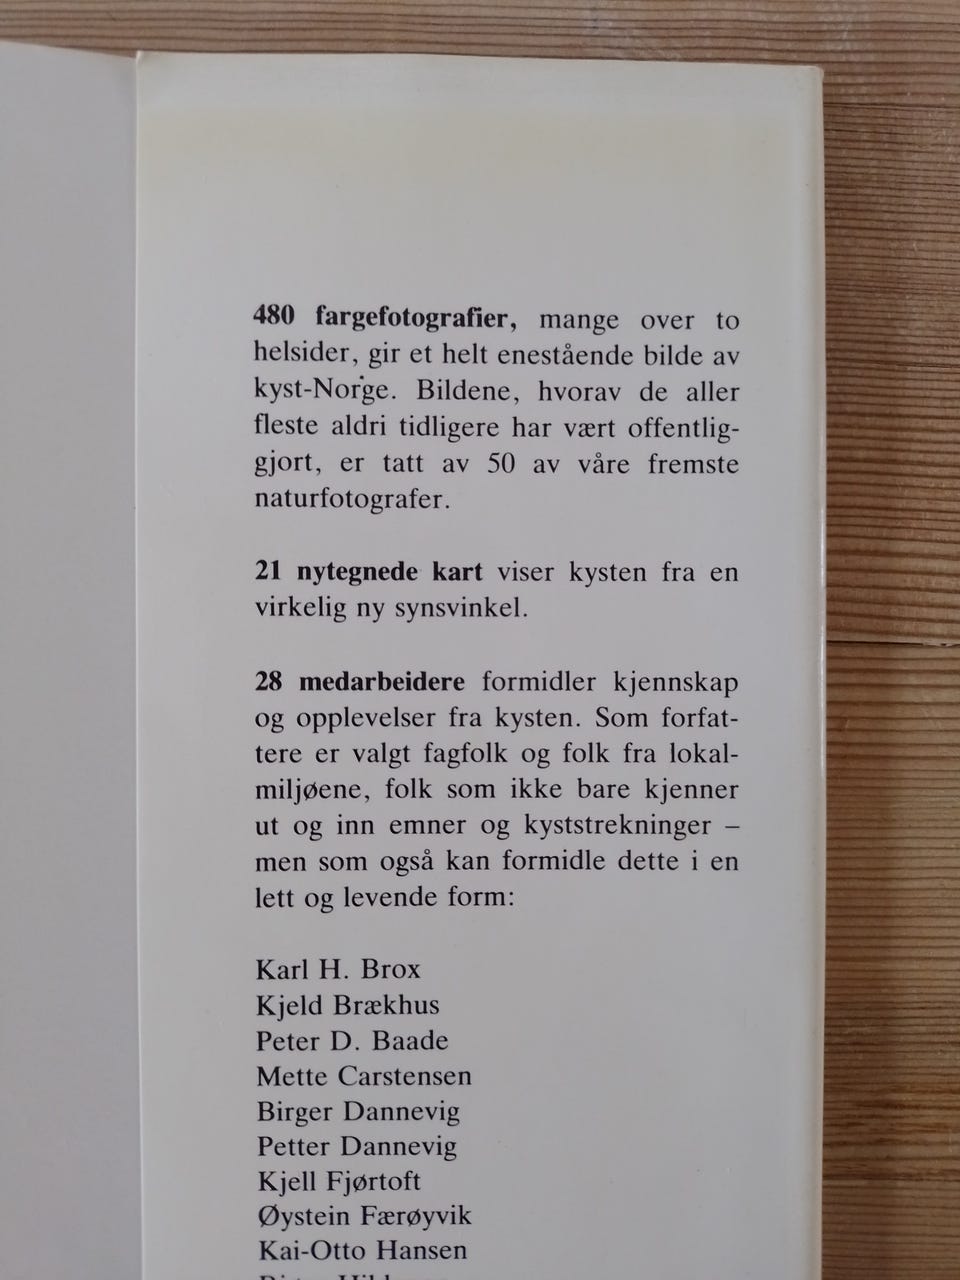 480 fargefotografier, mange over to
helsider, gir et helt enestående bilde av
kyst-Norge. Bildene, hvorav de aller
fleste aldri tidligere har vært offentlig-
gjort, er tatt av 50 av våre fremste
naturfotografer.
21 nytegnede kart viser kysten fra en
virkelig ny synsvinkel.
28 medarbeidere formidler kjennskap
og opplevelser fra kysten. Som forfat-
tere er valgt fagfolk og folk fra lokal-
miljøene, folk som ikke bare kjenner
ut og inn emner og kyststrekninger –
men som også kan formidle dette i en
lett og levende form:
Karl H. Brox
Kjeld Brækhus
Peter D. Baade
Mette Carstensen
Birger Dannevig
Petter Dannevig
Kjell Fjørtoft
Øystein Færøyvik
Kai-Otto Hansen